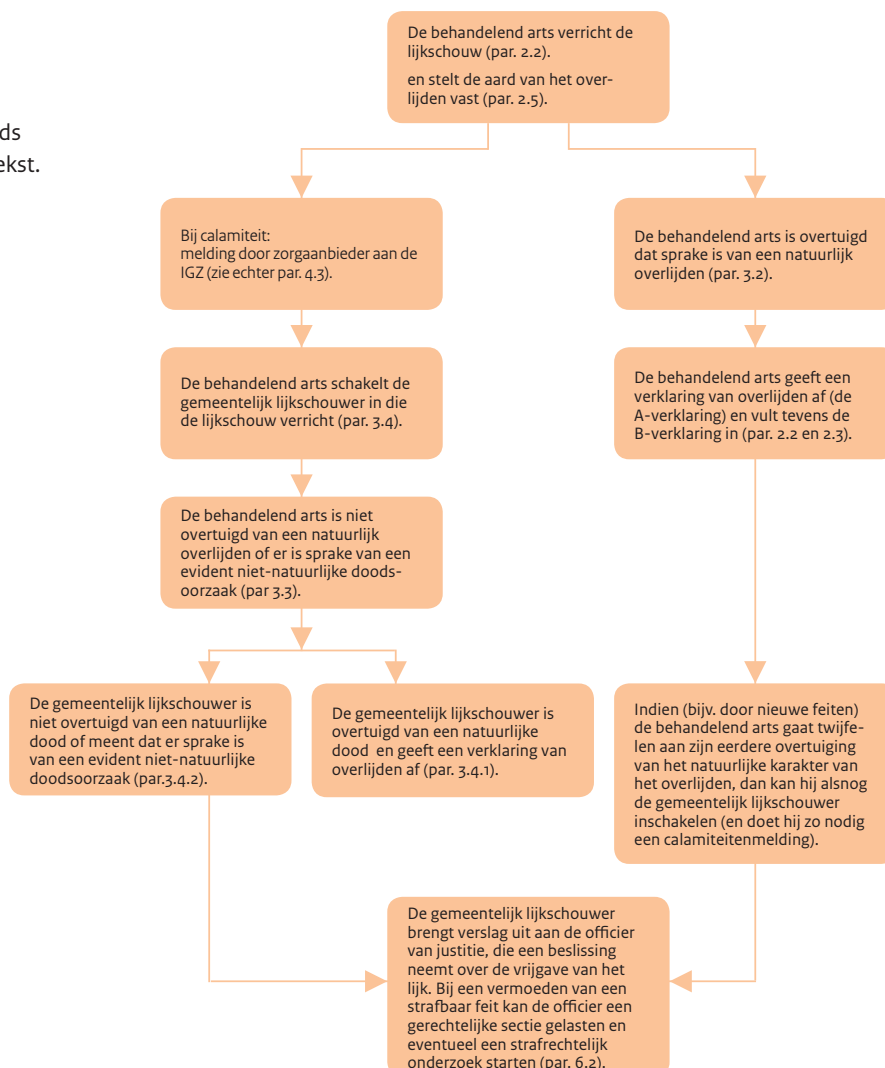 De behandelend arts verricht de
lijkschouw (par. 2.2).
en stelt de aard van het over-
lijden vast (par. 2.5).
ds
ekst.
Bij calamiteit:
melding door zorgaanbieder aan de
IGZ (zie echter par. 4.3).
De behandelend arts is overtuigd
dat sprake is van een natuurlijk
overlijden (par. 3.2).
De behandelend arts schakelt de
gemeentelijk lijkschouwer in die
de lijkschouw verricht (par. 3.4).
De behandelend arts geeft een
verklaring van overlijden af (de
A-verklaring) en vult tevens de
B-verklaring in (par. 2.2 en 2.3).
De behandelend arts is niet
overtuigd van een natuurlijk
overlijden of er is sprake van een
evident niet-natuurlijke doods-
oorzaak (par 3.3).
De gemeentelijk lijkschouwer is
niet overtuigd van een natuurlijke
dood of meent dat er sprake is
van een evident niet-natuurlijke
doodsoorzaak (par.3.4.2).
De gemeentelijk lijkschouwer is
overtuigd van een natuurlijke
dood en geeft een verklaring van
overlijden af (par. 3.4.1).
Indien (bijv. door nieuwe feiten)
de behandelend arts gaat twijfe-
len aan zijn eerdere overtuiging
van het natuurlijke karakter van
het overlijden, dan kan hij alsnog
de gemeentelijk lijkschouwer
inschakelen (en doet hij zo nodig
een calamiteitenmelding).
De gemeentelijk lijkschouwer
brengt verslag uit aan de officier
van justitie, die een beslissing
neemt over de vrijgave van het
lijk. Bij een vermoeden van een
strafbaar feit kan de officier een
gerechtelijke sectie gelasten en
eventueel een strafrechtelijk
onderzoek starten (par. 6.2).